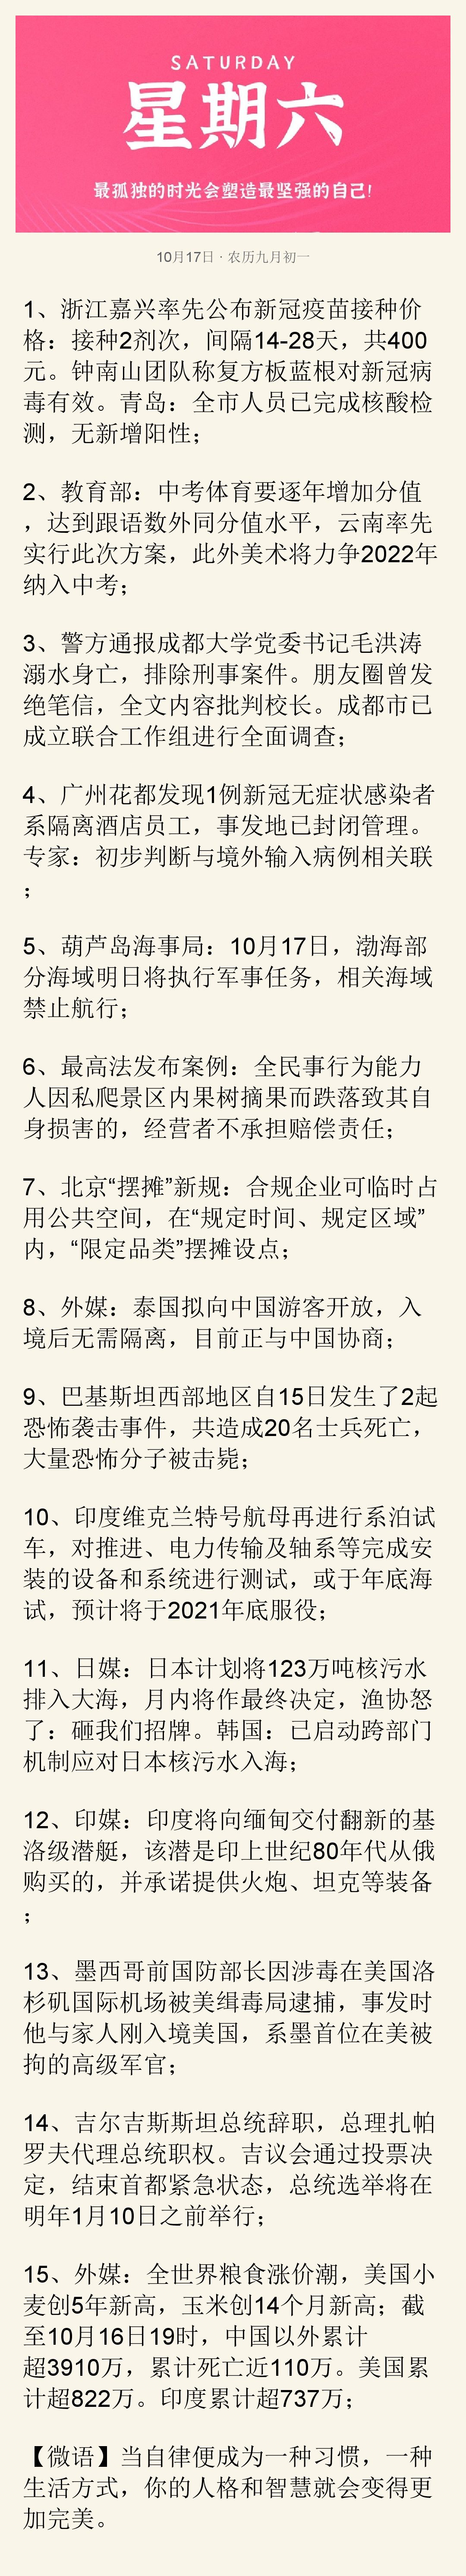 SATURDAY
星期六
最孤独的时光会塑造最坚强的自己!
10月17日 · 农历九月初一
1、浙江嘉兴率先公布新冠疫苗接种价
格：接种2剂次，间隔14-28天，共400
元。钟南山团队称复方板蓝根对新冠病
毒有效。青岛：全市人员已完成核酸检
测，无新增阳性；
2、教育部：中考体育要逐年增加分值
，达到跟语数外同分值水平，云南率先
实行此次方案，此外美术将力争2022年
纳入中考；
3、警方通报成都大学党委书记毛洪涛
溺水身亡，排除刑事案件。朋友圈曾发
绝笔信，全文内容批判校长。成都市已
成立联合工作组进行全面调查；
4、广州花都发现1例新冠无症状感染者
系隔离酒店员工，事发地已封闭管理。
专家：初步判断与境外输入病例相关联
；
5、葫芦岛海事局：10月17日，渤海部
分海域明日将执行军事任务，相关海域
禁止航行；
6、最高法发布案例：全民事行为能力
人因私爬景区内果树摘果而跌落致其自
身损害的，经营者不承担赔偿责任；
7、北京“摆摊”新规：合规企业可临时占
用公共空间，在“规定时间、规定区域”
内，“限定品类”摆摊设点；
8、外媒：泰国拟向中国游客开放，入
境后无需隔离，目前正与中国协商；
9、巴基斯坦西部地区自15日发生了2起
恐怖袭击事件，共造成20名士兵死亡，
大量恐怖分子被击毙；
10、印度维克兰特号航母再进行系泊试
车，对推进、电力传输及轴系等完成安
装的设备和系统进行测试，或于年底海
试，预计将于2021年底服役；
11、日媒：日本计划将123万吨核污水
排入大海，月内将作最终决定，渔协怒
了：砸我们招牌。韩国：已启动跨部门
机制应对日本核污水入海；
12、印媒：印度将向缅甸交付翻新的基
洛级潜艇，该潜是印上世纪80年代从俄
购买的，并承诺提供火炮、坦克等装备
；
13、墨西哥前国防部长因涉毒在美国洛
杉矶国际机场被美缉毒局逮捕，事发时
他与家人刚入境美国，系墨首位在美被
拘的高级军官；
14、吉尔吉斯斯坦总统辞职，总理扎帕
罗夫代理总统职权。吉议会通过投票决
定，结束首都紧急状态，总统选举将在
明年1月10日之前举行；
15、外媒：全世界粮食涨价潮，美国小
麦创5年新高，玉米创14个月新高；截
至10月16日19时，中国以外累计
超3910万，累计死亡近110万。美国累
计超822万。印度累计超737万；
【微语】当自律便成为一种习惯，一种
生活方式，你的人格和智慧就会变得更
加完美。